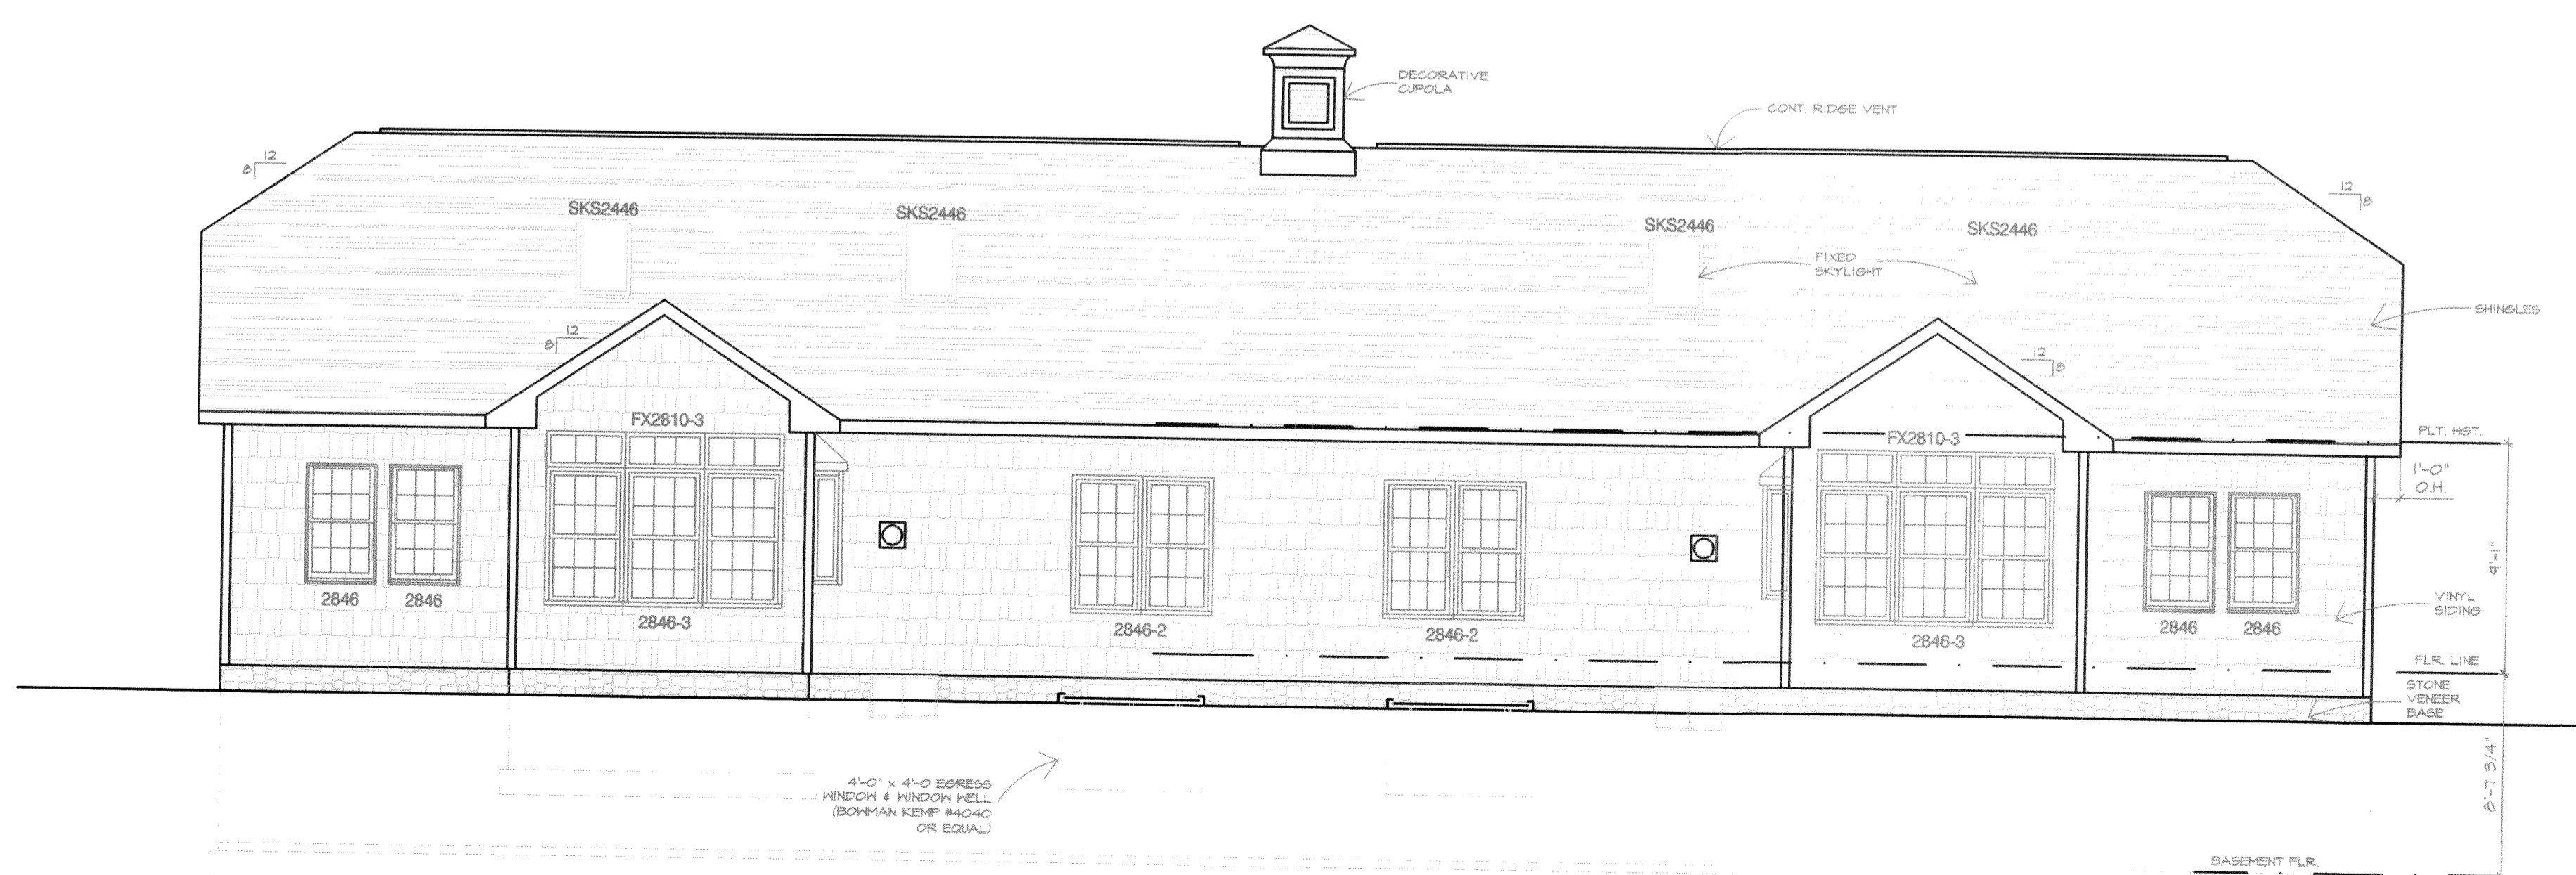 DECORATIVE
CUPOLA
CONT. RIDGE VENT
12
8
12
8
SKS2446
SKS2446
SKS2446
SKS2446
FIXED
SKYLIGHT
SHINGLES
12
8
12
8
FX2810-3
FX2810-3
PLT. HGT.
1'-0"
O.H.
9'-1"
2846
2846
2846-3
2846-2
2846-2
2846-3
2846
2846
VINYL
SIDING
FLR. LINE
STONE
VENEER
BASE
8'-7 3/4"
4'-0" x 4'-0 EGRESS
WINDOW & WINDOW WELL
(BOWMAN KEMP #4040
OR EQUAL)
BASEMENT FLR.